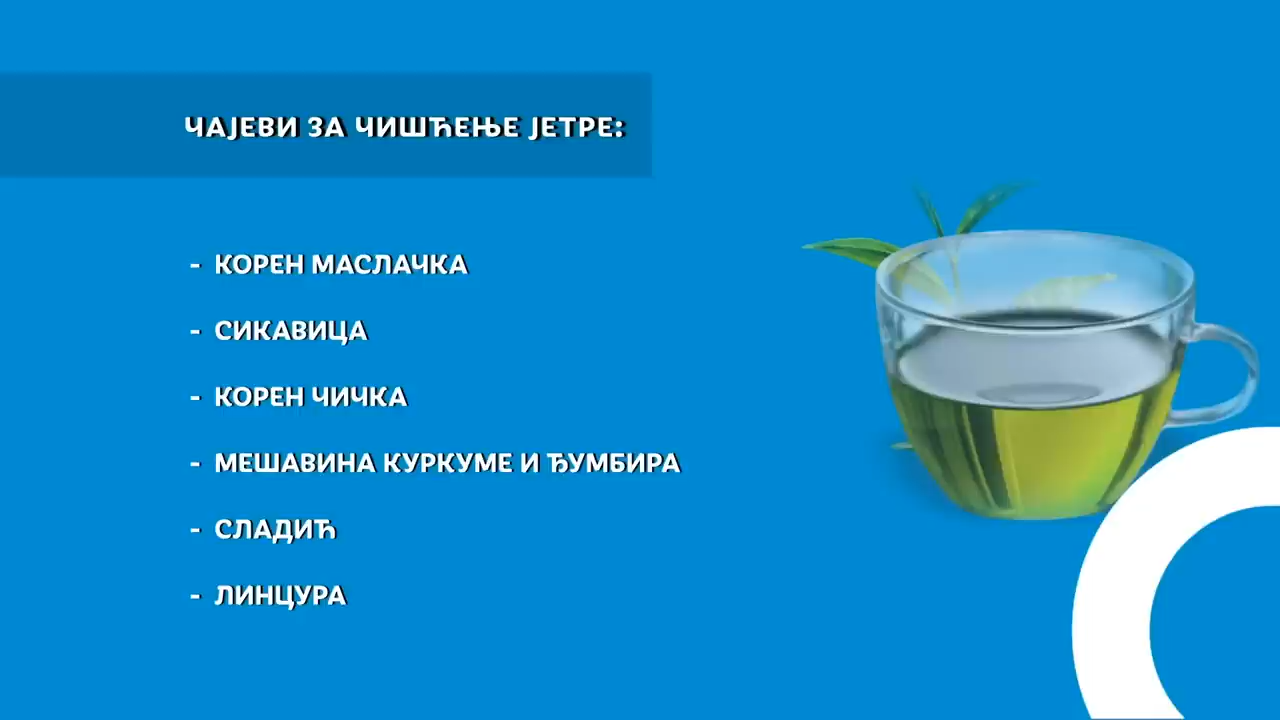 ЧАЈЕВИ ЗА ЧИШЋЕЊЕ ЈЕТРЕ:
- КОРЕН МАСЛАЧКА
- СИКАВИЦА
- КОРЕН ЧИЧКА
- МЕШАВИНА КУРКУМЕ И ЂУМБИРА
- СЛАДИЋ
- ЛИНЦУРА